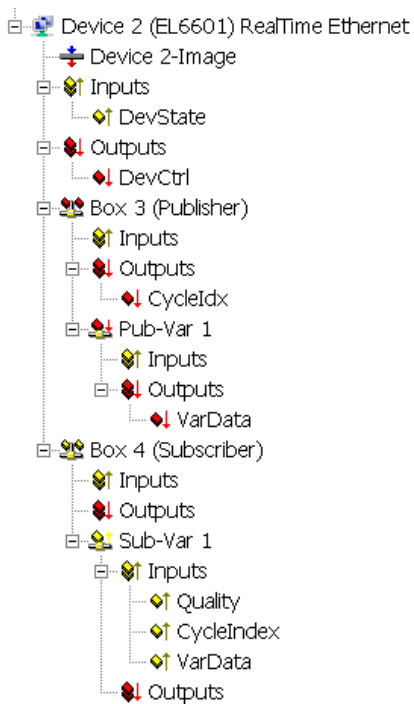 Device 2 (EL6601) RealTime Ethernet
Device 2-Image
Inputs
DevState
Outputs
DevCtrl
Box 3 (Publisher)
Inputs
Outputs
CycleIdx
Pub-Var 1
Inputs
Outputs
VarData
Box 4 (Subscriber)
Inputs
Outputs
Sub-Var 1
Inputs
Quality
CycleIndex
VarData
Outputs